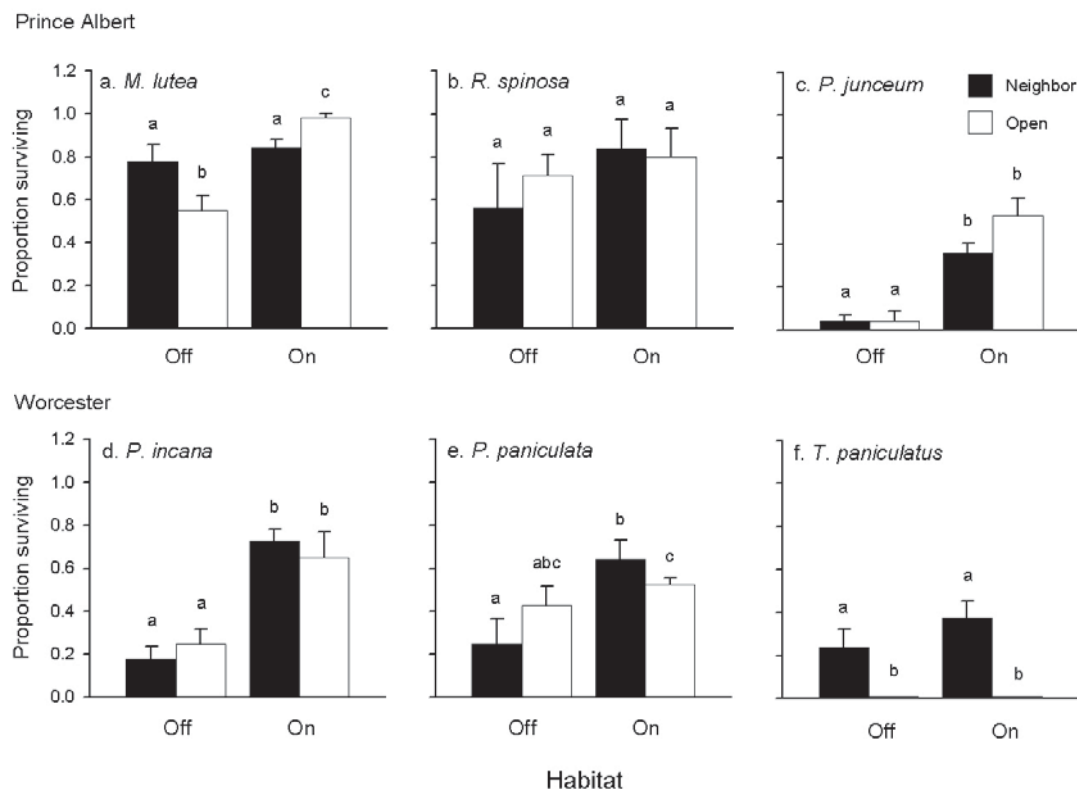 Prince Albert
a. M. lutea
b. R. spinosa
c. P. junceum
Neighbor
Open
Proportion surviving
1.2
1.0
0.8
0.6
0.4
0.2
0.0
a
b
a
c
a
a
a
a
a
a
b
b
Off
On
Off
On
Off
On
Worcester
d. P. incana
e. P. paniculata
f. T. paniculatus
Proportion surviving
1.2
1.0
0.8
0.6
0.4
0.2
0.0
a
a
b
b
a
abc
b
c
a
b
a
b
Off
On
Off
On
Off
On
Habitat